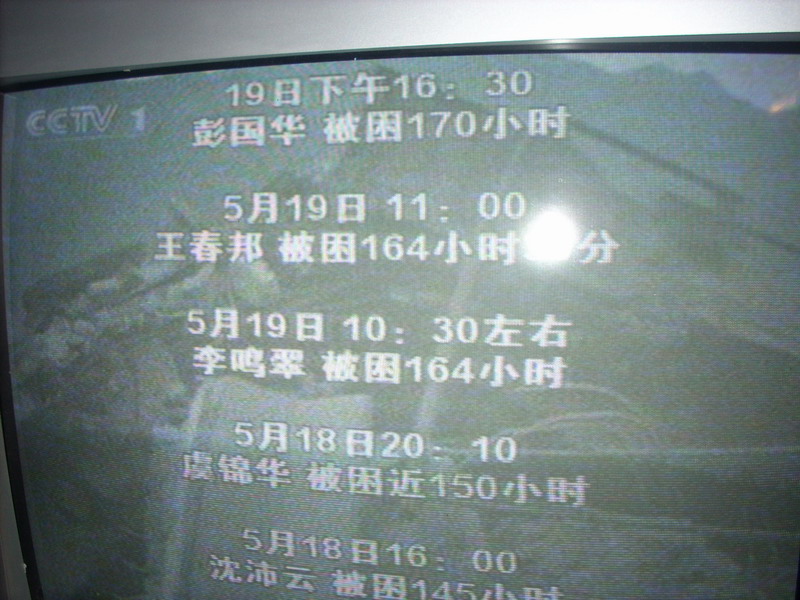 CCTV 1
19日下午16：30
彭国华 被困170小时
5月19日 11：00
王春邦 被困164小时 分
5月19日 10：30左右
李鸣翠 被困164小时
5月18日20：10
虞锦华 被困近150小时
5月18日16：00
沈沛云 被困145小时